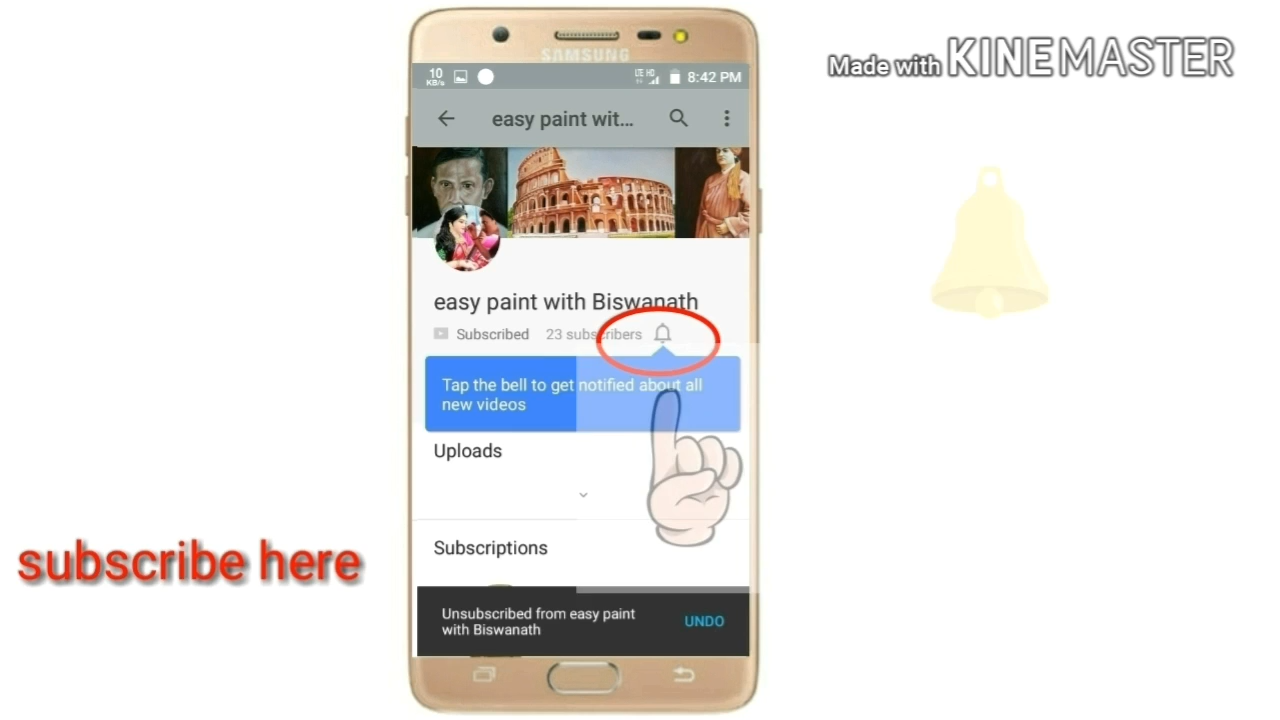 Made with KINEMASTER
SAMSUNG
10
KB/s
LTE HD
8:42 PM
easy paint wit...
easy paint with Biswanath
Subscribed
23 subscribers
Tap the bell to get notified about all
new videos
Uploads
Subscriptions
subscribe here
Unsubscribed from easy paint
with Biswanath
UNDO